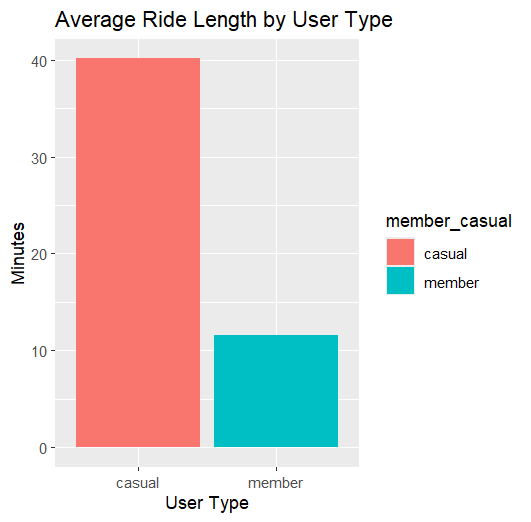 Average Ride Length by User Type
40
30
20
10
0
Minutes
casual
member
User Type
member_casual
casual
member